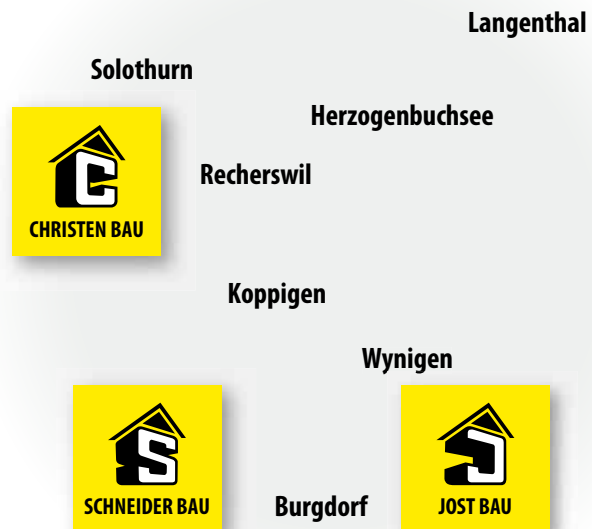 Langenthal
Solothurn
Herzogenbuchsee
Recherswil
C
CHRISTEN BAU
Koppigen
Wynigen
S
SCHNEIDER BAU
Burgdorf
J
JOST BAU